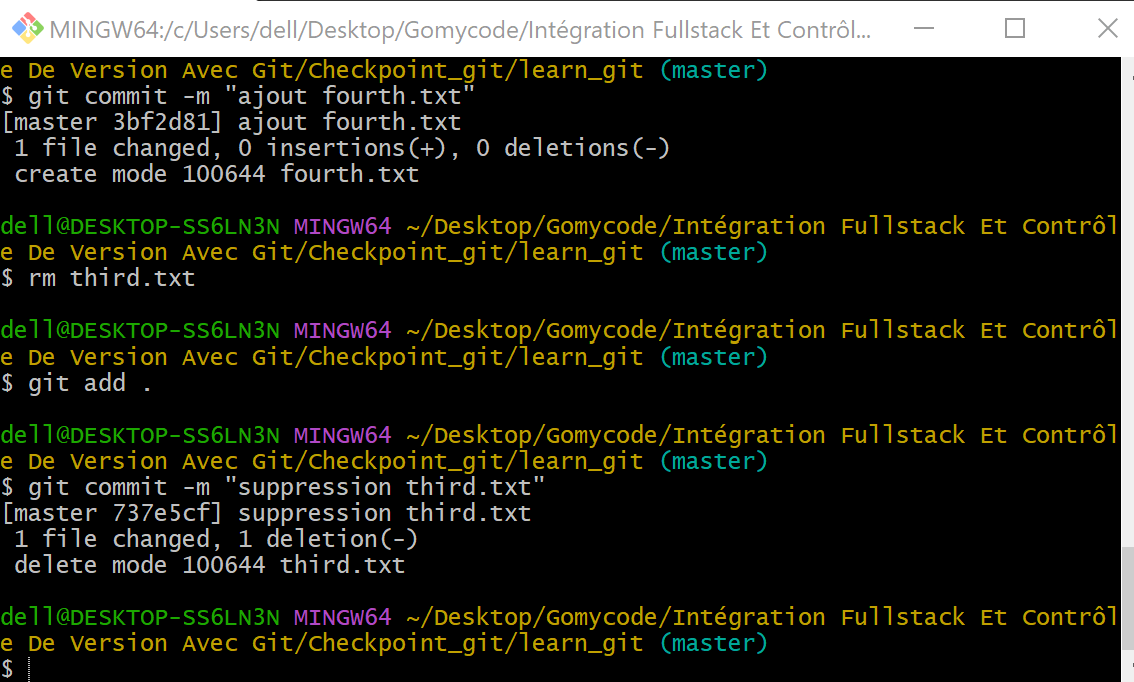 MINGW64:/c/Users/dell/Desktop/Gomycode/Intégration Fullstack Et Contrôl...
e De Version Avec Git/Checkpoint_git/learn_git (master)
$ git commit -m "ajout fourth.txt"
[master 3bf2d81] ajout fourth.txt
 1 file changed, 0 insertions(+), 0 deletions(-)
 create mode 100644 fourth.txt
dell@DESKTOP-SS6LN3N MINGW64 ~/Desktop/Gomycode/Intégration Fullstack Et Contrôl
e De Version Avec Git/Checkpoint_git/learn_git (master)
$ rm third.txt
dell@DESKTOP-SS6LN3N MINGW64 ~/Desktop/Gomycode/Intégration Fullstack Et Contrôl
e De Version Avec Git/Checkpoint_git/learn_git (master)
$ git add .
dell@DESKTOP-SS6LN3N MINGW64 ~/Desktop/Gomycode/Intégration Fullstack Et Contrôl
e De Version Avec Git/Checkpoint_git/learn_git (master)
$ git commit -m "suppression third.txt"
[master 737e5cf] suppression third.txt
 1 file changed, 1 deletion(-)
 delete mode 100644 third.txt
dell@DESKTOP-SS6LN3N MINGW64 ~/Desktop/Gomycode/Intégration Fullstack Et Contrôl
e De Version Avec Git/Checkpoint_git/learn_git (master)
$